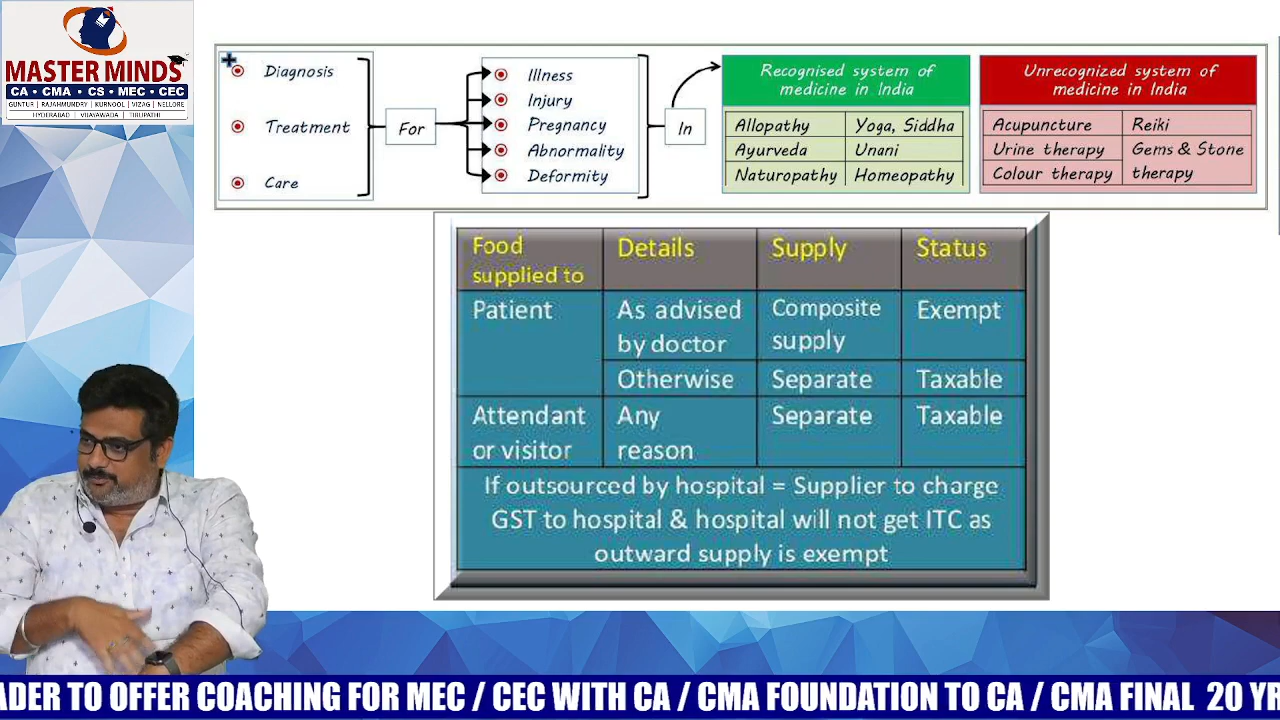 MASTER MINDS
CA • CMA • CS • MEC • CEC
GUNTUR | RAJAHMUNDRY | KURNOOL | VIZAG | NELLORE
HYDERABAD | VIJAYAWADA | TIRUPATHI
Diagnosis
Treatment
Care
For
Illness
Injury
Pregnancy
Abnormality
Deformity
In
Recognised system of
medicine in India
Allopathy Yoga, Siddha
Ayurveda Unani
Naturopathy Homeopathy
Unrecognized system of
medicine in India
Acupuncture Reiki
Urine therapy Gems & Stone
Colour therapy therapy
Food
supplied to
Details
Supply
Status
Patient
As advised
by doctor
Composite
supply
Exempt
Otherwise
Separate
Taxable
Attendant
or visitor
Any
reason
Separate
Taxable
If outsourced by hospital = Supplier to charge
GST to hospital & hospital will not get ITC as
outward supply is exempt
ADER TO OFFER COACHING FOR MEC / CEC WITH CA / CMA FOUNDATION TO CA / CMA FINAL 20 YR